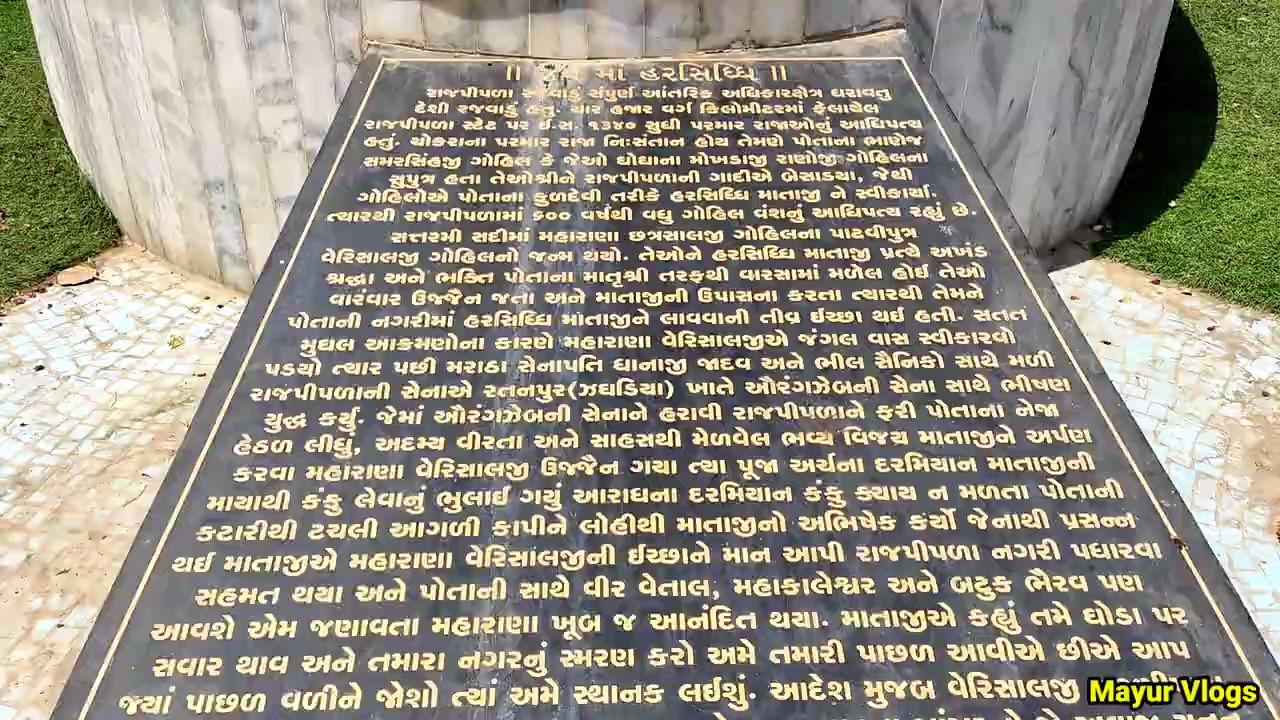 || જય માં હરસિધ્ધિ ||
રાજપીપળા રજવાડું સંપુર્ણ આંતરિક અધિકારક્ષેત્ર ધરાવતુ
દેશી રજવાડું હતુ. ચાર હજાર વર્ગ કિલોમીટરમાં ફેલાયેલ
રાજપીપળા સ્ટેટ પર ઈ.સ. ૧૩૪૦ સુધી પરમાર રાજાઓનું આધિપત્ય
હતું. ચોકરાના પરમાર રાજા નિઃસંતાન હોય તેમણે પોતાના ભાણેજ
સમરસિંહજી ગોહિલ કે જેઓ ઘોઘાના મોખડાજી રાણોજી ગોહિલના
સુપુત્ર હતા તેઓશ્રીને રાજપીપળાની ગાદીએ બેસાડયા, જેથી
ગોહિલોએ પોતાના કુળદેવી તરીકે હરસિધ્ધિ માતાજી ને સ્વીકાર્યા.
ત્યારથી રાજપીપળામાં ૬૦૦ વર્ષથી વધુ ગોહિલ વંશનું આધિપત્ય રહ્યું છે.
સત્તરમી સદીમાં મહારાણા છત્રસાલજી ગોહિલના પાટવીપુત્ર
વેરિસાલજી ગોહિલનો જન્મ થયો. તેઓને હરસિધ્ધિ માતાજી પ્રત્યે અખંડ
શ્રદ્ધા અને ભક્તિ પોતાના માતૃશ્રી તરફથી વારસામાં મળેલ હોઈ તેઓ
વારંવાર ઉજ્જૈન જતા અને માતાજીની ઉપાસના કરતા ત્યારથી તેમને
પોતાની નગરીમાં હરસિધ્ધિ માતાજીને લાવવાની તીવ્ર ઈચ્છા થઈ હતી. સતત
મુઘલ આક્રમણોના કારણે મહારાણા વેરિસાલજીએ જંગલ વાસ સ્વીકારવો
પડયો ત્યાર પછી મરાઠા સેનાપતિ ધાનાજી જાદવ અને ભીલ સૈનિકો સાથે મળી
રાજપીપળાની સેનાએ રતનપુર(ઝઘડિયા) ખાતે ઔરંગઝેબની સેના સાથે ભીષણ
યુદ્ધ કર્યું. જેમાં ઔરંગઝેબની સેનાને હરાવી રાજપીપળાને ફરી પોતાના નેજા
હેઠળ લીધું, અદમ્ય વીરતા અને સાહસથી મેળવેલ ભવ્ય વિજય માતાજીને અર્પણ
કરવા મહારાણા વેરિસાલજી ઉજ્જૈન ગયા ત્યા પૂજા અર્ચના દરમિયાન માતાજીની
માયાથી કંકુ લેવાનું ભુલાઈ ગયું આરાધના દરમિયાન કંકુ ક્યાય ન મળતા પોતાની
કટારીથી ટચલી આગળી કાપીને લોહીથી માતાજીનો અભિષેક કર્યો જેનાથી પ્રસન્ન
થઈ માતાજીએ મહારાણા વેરિસાલજીની ઈચ્છાને માન આપી રાજપીપળા નગરી પધારવા
સહમત થયા અને પોતાની સાથે વીર વેતાલ, મહાકાલેશ્વર અને બટુક ભૈરવ પણ
આવશે એમ જણાવતા મહારાણા ખૂબ જ આનંદિત થયા. માતાજીએ કહ્યું તમે ઘોડા પર
સવાર થાવ અને તમારા નગરનું સ્મરણ કરો અમે તમારી પાછળ આવીએ છીએ આપ
જ્યાં પાછળ વળીને જોશો ત્યાં અમે સ્થાનક લઈશું. આદેશ મુજબ વેરિસાલજી
Mayur Vlogs